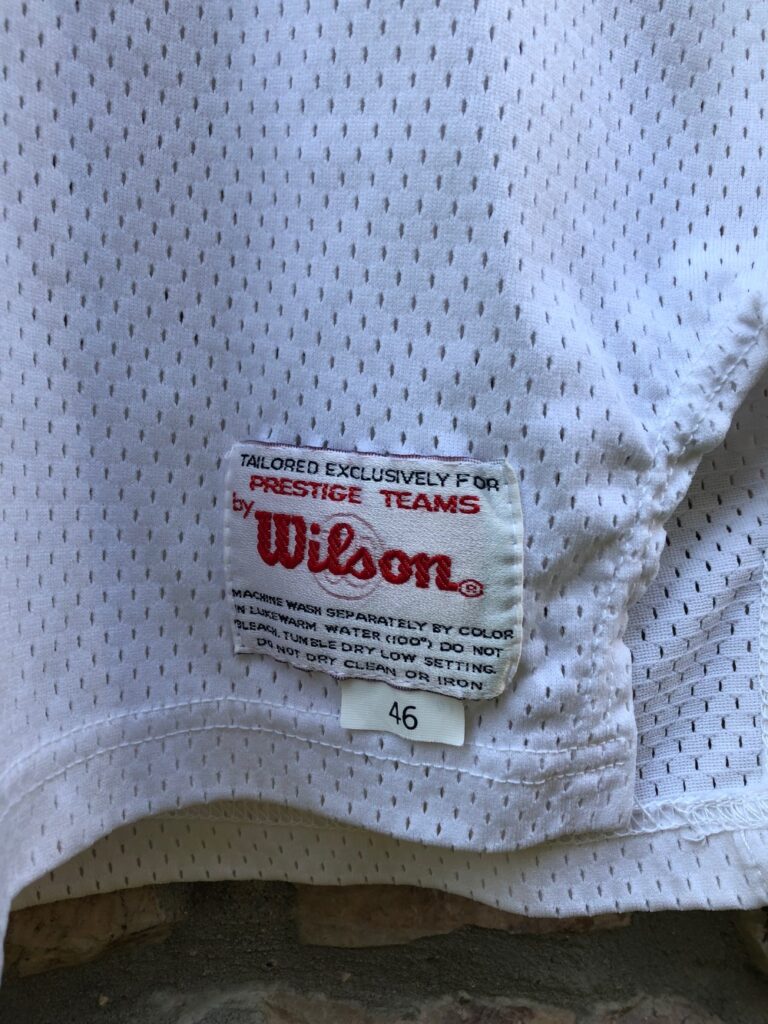 TAILORED EXCLUSIVELY FOR
PRESTIGE TEAMS
by
Wilson®
MACHINE WASH SEPARATELY BY COLOR
IN LUKEWARM WATER (100°) DO NOT
BLEACH. TUMBLE DRY LOW SETTING.
DO NOT DRY CLEAN OR IRON
46